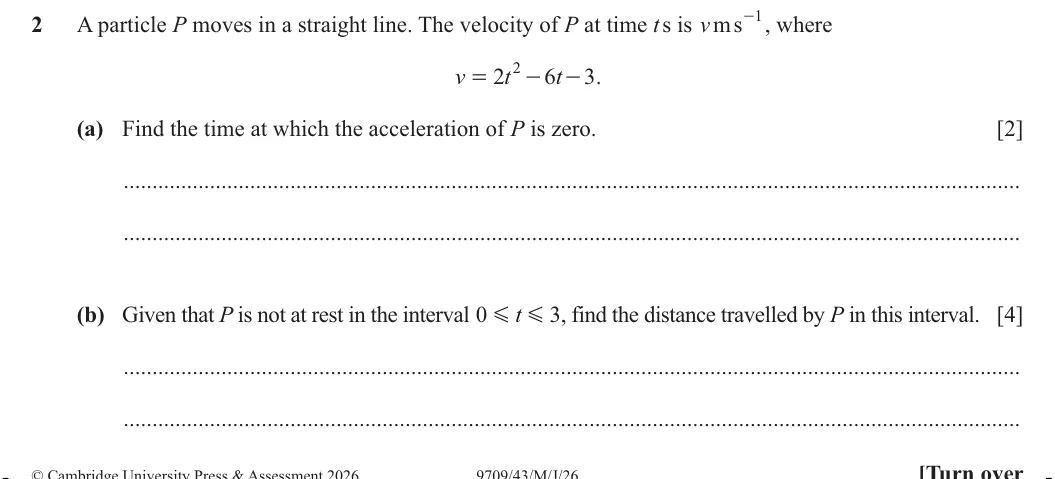 2 A particle P moves in a straight line. The velocity of P at time t s is v m s⁻¹, where
v = 2t² − 6t − 3.
(a) Find the time at which the acceleration of P is zero. [2]
(b) Given that P is not at rest in the interval 0 ⩽ t ⩽ 3, find the distance travelled by P in this interval. [4]
© Cambridge University Press & Assessment 2026 9709/43/M/J/26 [Turn over